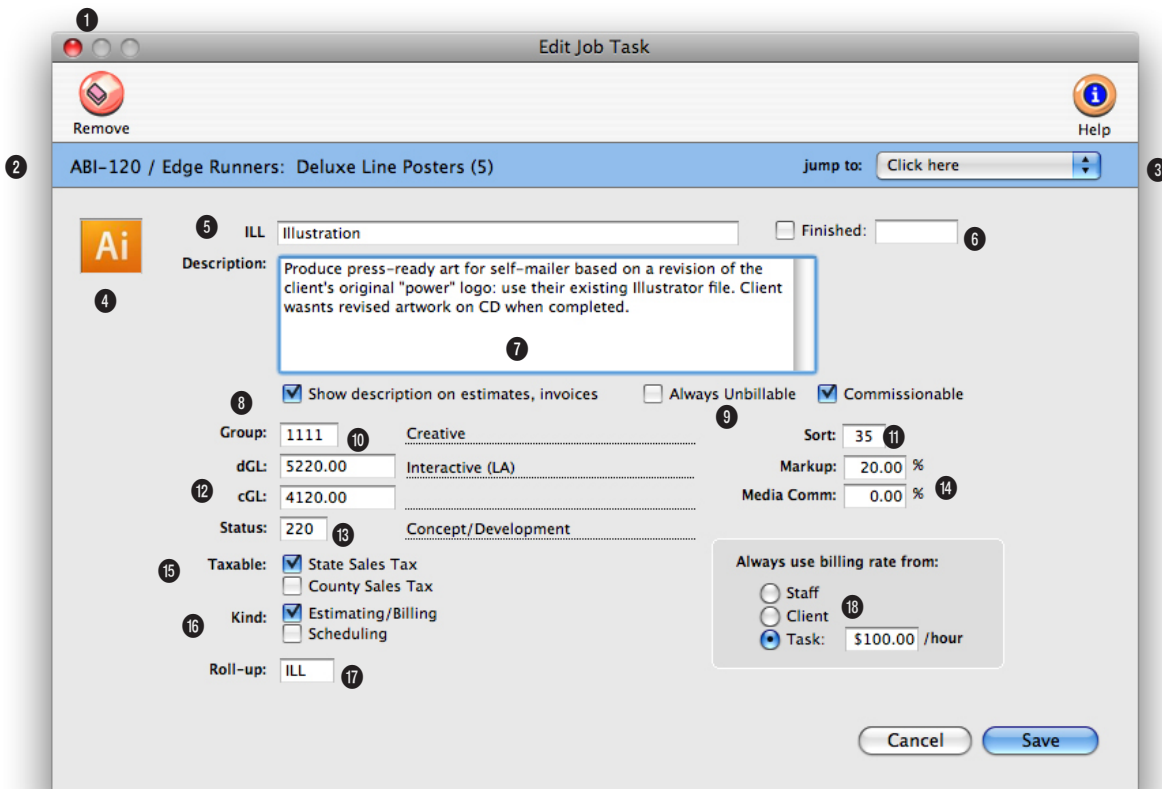 1
Edit Job Task
Remove
Help
2
ABI-120 / Edge Runners: Deluxe Line Posters (5)
jump to: Click here
3
Ai
4
5 ILL Illustration
Finished: 6
Description: Produce press-ready art for self-mailer based on a revision of the
client's original "power" logo: use their existing Illustrator file. Client
wasnts revised artwork on CD when completed.
7
8 Show description on estimates, invoices
Always Unbillable 9
Commissionable
Group: 1111 10 Creative
Sort: 35 11
dGL: 5220.00 Interactive (LA)
Markup: 20.00 %
12 cGL: 4120.00
Media Comm: 0.00 % 14
Status: 220 13 Concept/Development
15 Taxable: State Sales Tax
County Sales Tax
16 Kind: Estimating/Billing
Scheduling
Roll-up: ILL 17
Always use billing rate from:
Staff
Client 18
Task: $100.00 /hour
Cancel Save